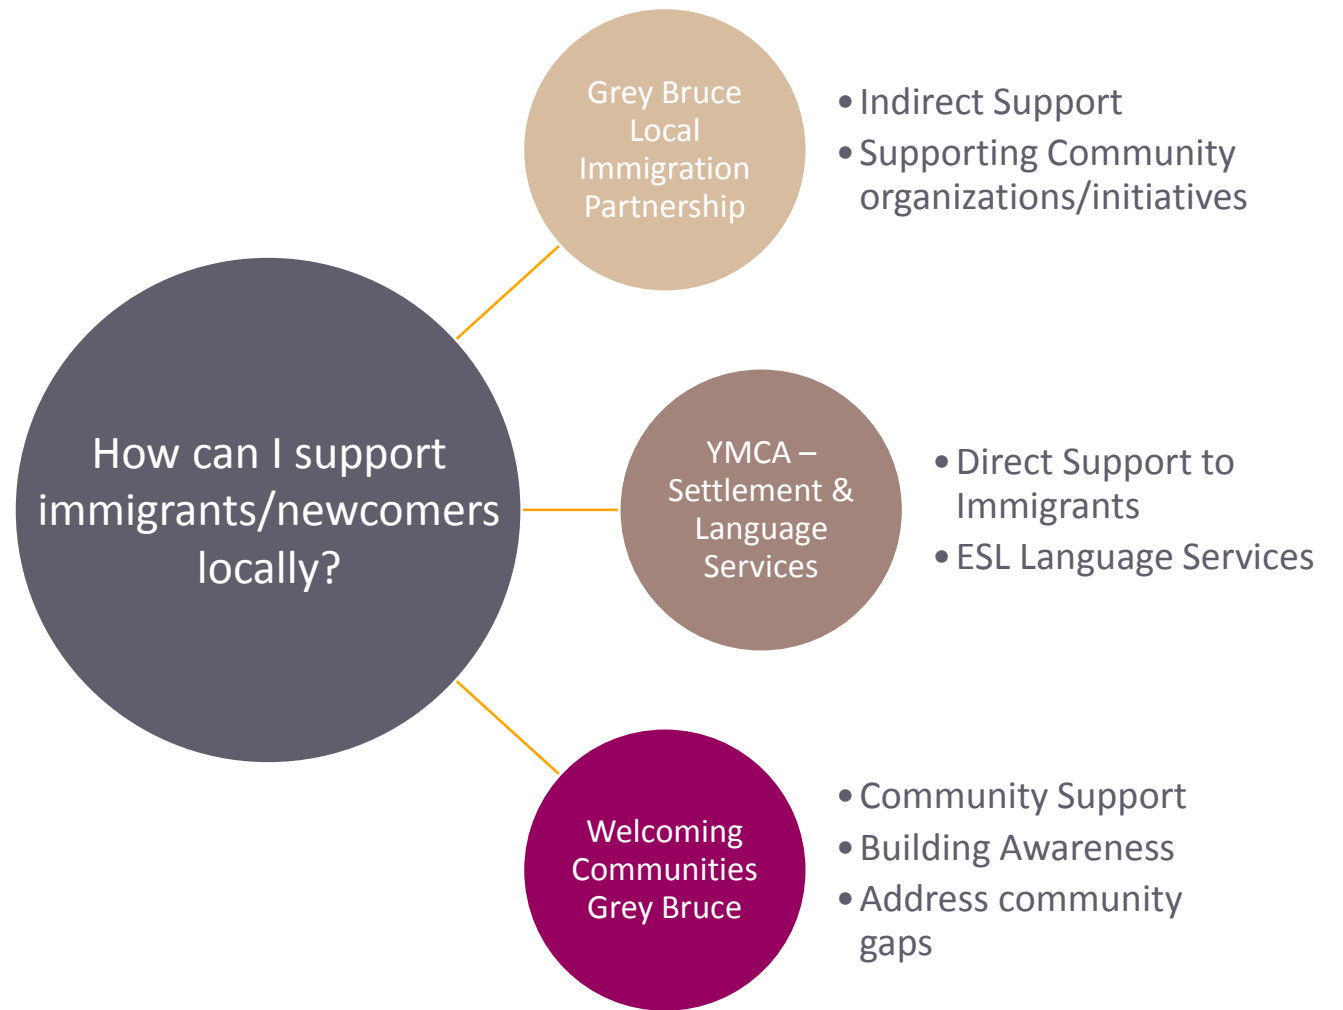 Grey Bruce
Local
Immigration
Partnership
• Indirect Support
• Supporting Community
organizations/initiatives
How can I support
immigrants/newcomers
locally?
YMCA –
Settlement &
Language
Services
• Direct Support to
Immigrants
• ESL Language Services
Welcoming
Communities
Grey Bruce
• Community Support
• Building Awareness
• Address community
gaps